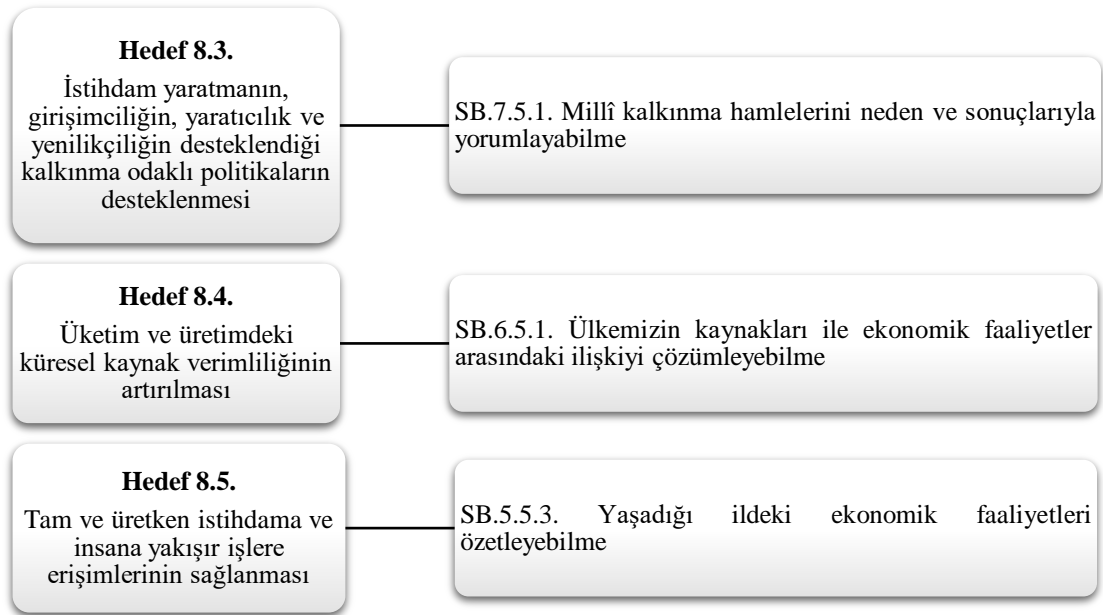 Hedef 8.3.
İstihdam yaratmanın,
girişimciliğin, yaratıcılık ve
yenilikçiliğin desteklendiği
kalkınma odaklı politikaların
desteklenmesi
SB.7.5.1. Millî kalkınma hamlelerini neden ve sonuçlarıyla
yorumlayabilme
Hedef 8.4.
Üketim ve üretimdeki
küresel kaynak verimliliğinin
artırılması
SB.6.5.1. Ülkemizin kaynakları ile ekonomik faaliyetler
arasındaki ilişkiyi çözümleyebilme
Hedef 8.5.
Tam ve üretken istihdama ve
insana yakışır işlere
erişimlerinin sağlanması
SB.5.5.3. Yaşadığı ildeki ekonomik faaliyetleri
özetleyebilme